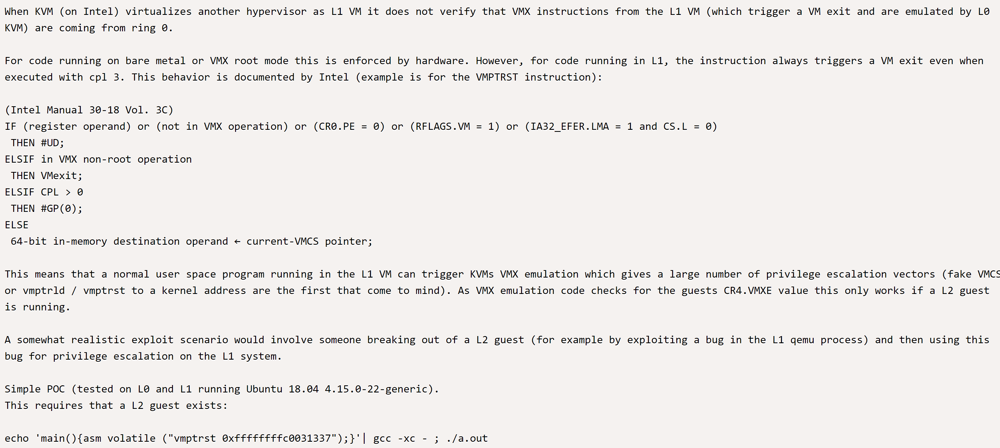 When KVM (on Intel) virtualizes another hypervisor as L1 VM it does not verify that VMX instructions from the L1 VM (which trigger a VM exit and are emulated by L0
KVM) are coming from ring 0.
For code running on bare metal or VMX root mode this is enforced by hardware. However, for code running in L1, the instruction always triggers a VM exit even when
executed with cpl 3. This behavior is documented by Intel (example is for the VMPTRST instruction):
(Intel Manual 30-18 Vol. 3C)
IF (register operand) or (not in VMX operation) or (CR0.PE = 0) or (RFLAGS.VM = 1) or (IA32_EFER.LMA = 1 and CS.L = 0)
THEN #UD;
ELSIF in VMX non-root operation
THEN VMexit;
ELSIF CPL > 0
THEN #GP(0);
ELSE
64-bit in-memory destination operand ← current-VMCS pointer;
This means that a normal user space program running in the L1 VM can trigger KVMs VMX emulation which gives a large number of privilege escalation vectors (fake VMCS
or vmptrld / vmptrst to a kernel address are the first that come to mind). As VMX emulation code checks for the guests CR4.VMXE value this only works if a L2 guest
is running.
A somewhat realistic exploit scenario would involve someone breaking out of a L2 guest (for example by exploiting a bug in the L1 qemu process) and then using this
bug for privilege escalation on the L1 system.
Simple POC (tested on L0 and L1 running Ubuntu 18.04 4.15.0-22-generic).
This requires that a L2 guest exists:
echo 'main(){asm volatile ("vmptrst 0xffffffffc0031337");}'| gcc -xc - ; ./a.out